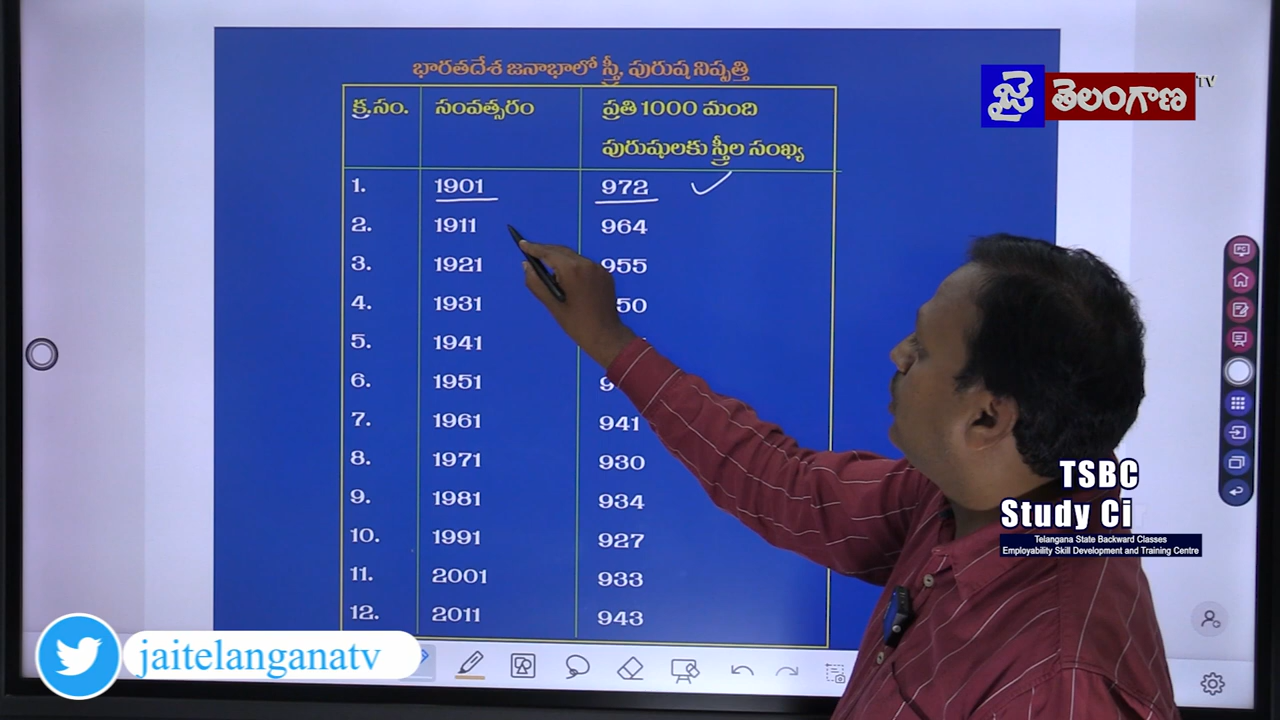 భారతదేశ జనాభాలో స్త్రీ, పురుష నిష్పత్తి
క్ర.సం. సంవత్సరం ప్రతి 1000 మంది
పురుషులకు స్త్రీల సంఖ్య
1. 1901 972
2. 1911 964
3. 1921 955
4. 1931 50
5. 1941
6. 1951 9
7. 1961 941
8. 1971 930
9. 1981 934
10. 1991 927
11. 2001 933
12. 2011 943
జై తెలంగాణ TV
TSBC
Study Ci
Telangana State Backward Classes
Employability Skill Development and Training Centre
jaitelanganatv